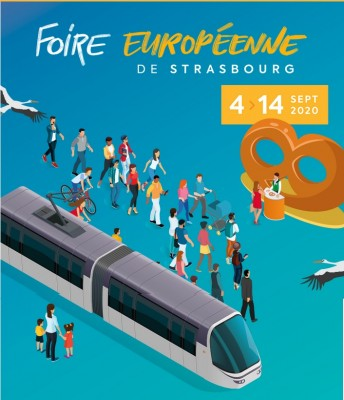 FOIRE EUROPÉENNE
DE STRASBOURG
4 > 14 SEPT
2020